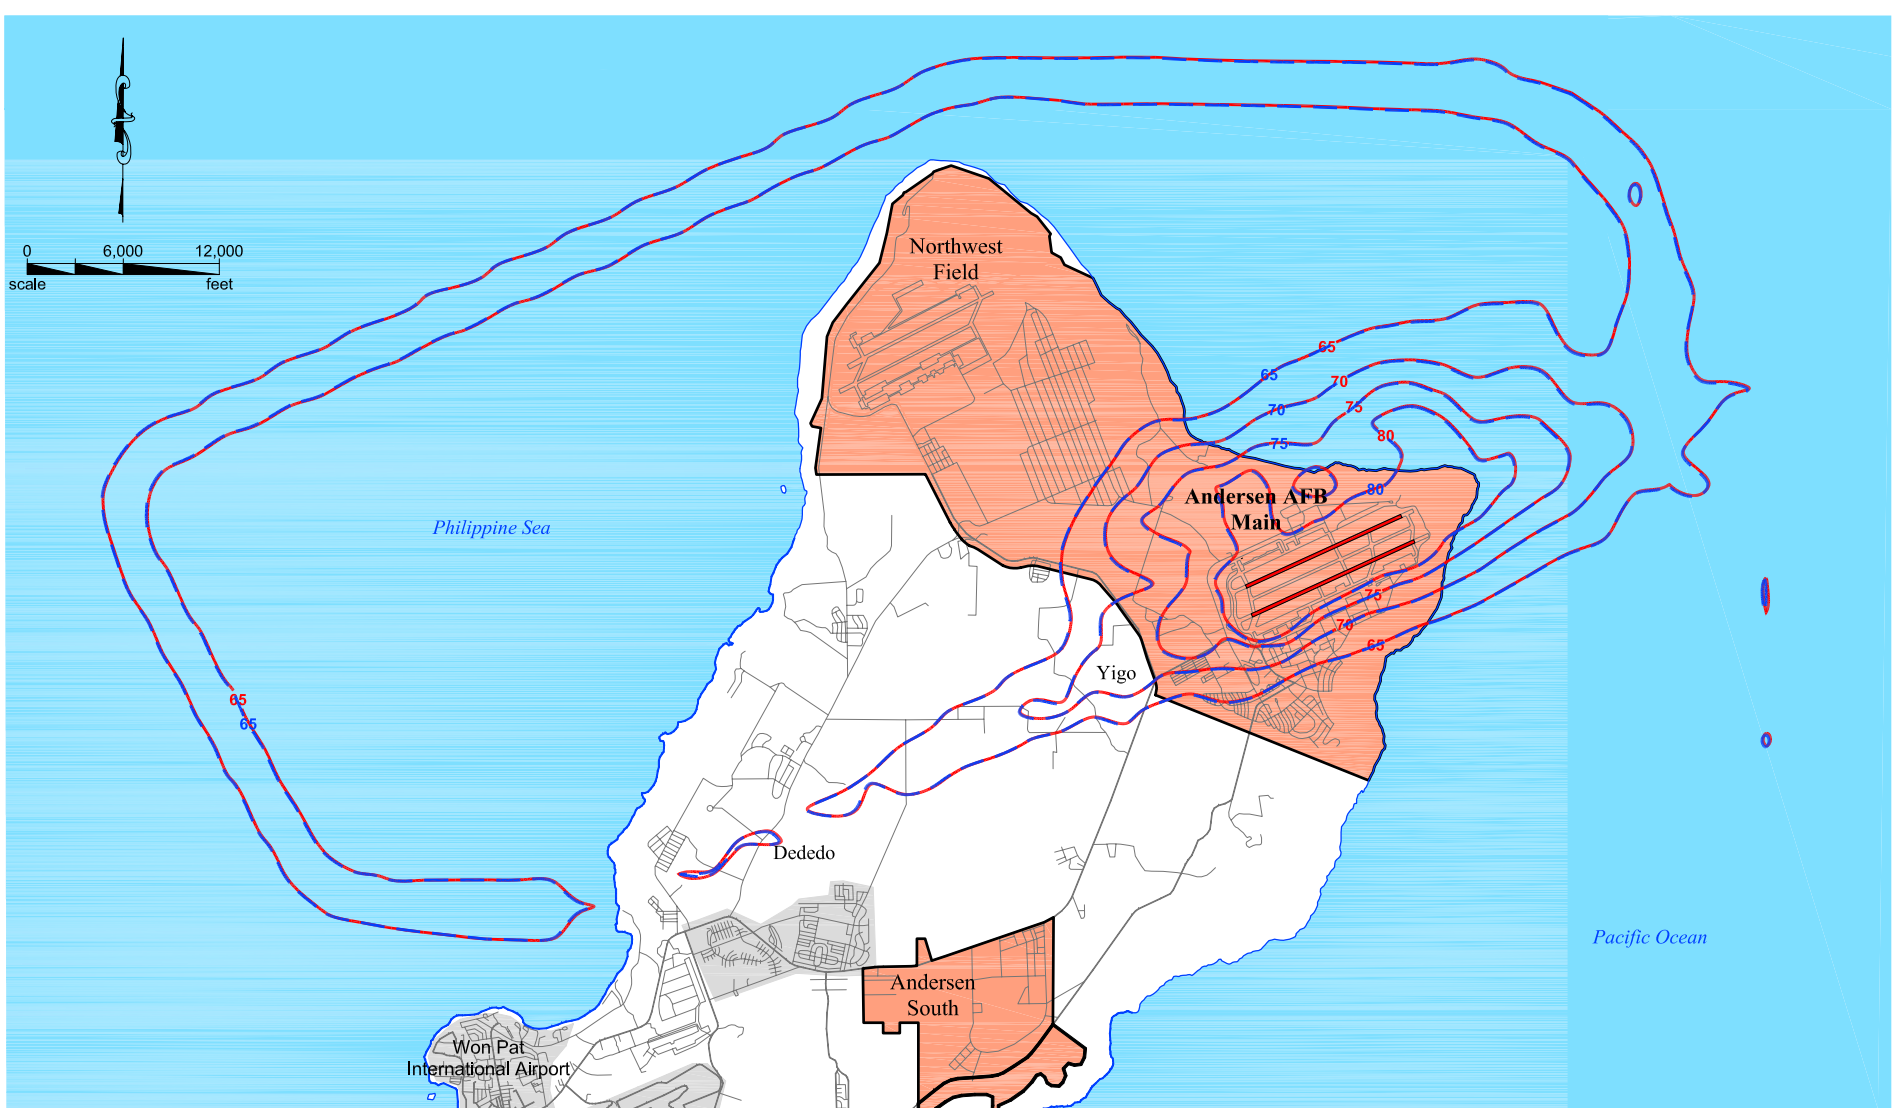 0 6,000 12,000
scale feet
Northwest
Field
65
65
70
70
75
75
80
80
Andersen AFB
Main
Philippine Sea
75
70
65
Yigo
65
65
Dededo
Pacific Ocean
Andersen
South
Won Pat
International Airport